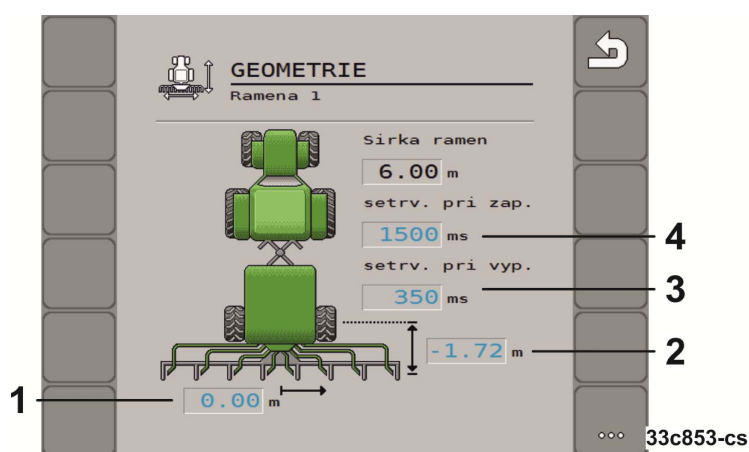 GEOMETRIE
Ramena 1
Sirka ramen
6.00 m
setrv. pri zap.
1500 ms
4
setrv. pri vyp.
350 ms
3
-1.72 m
2
1
0.00 m
33c853-cs